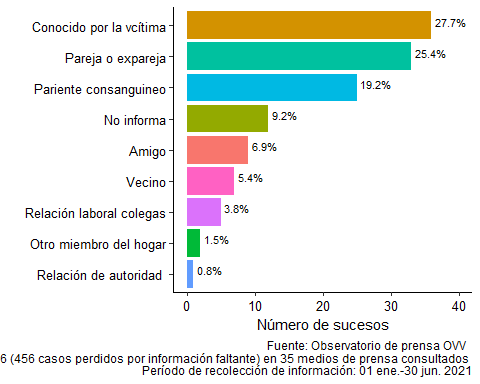 Conocido por la vcítima
27.7%
Pareja o expareja
25.4%
Pariente consanguineo
19.2%
No informa
9.2%
Amigo
6.9%
Vecino
5.4%
Relación laboral colegas
3.8%
Otro miembro del hogar
1.5%
Relación de autoridad
0.8%
0 10 20 30 40
Número de sucesos
Fuente: Observatorio de prensa OVV
6 (456 casos perdidos por información faltante) en 35 medios de prensa consultados
Período de recolección de información: 01 ene.-30 jun. 2021